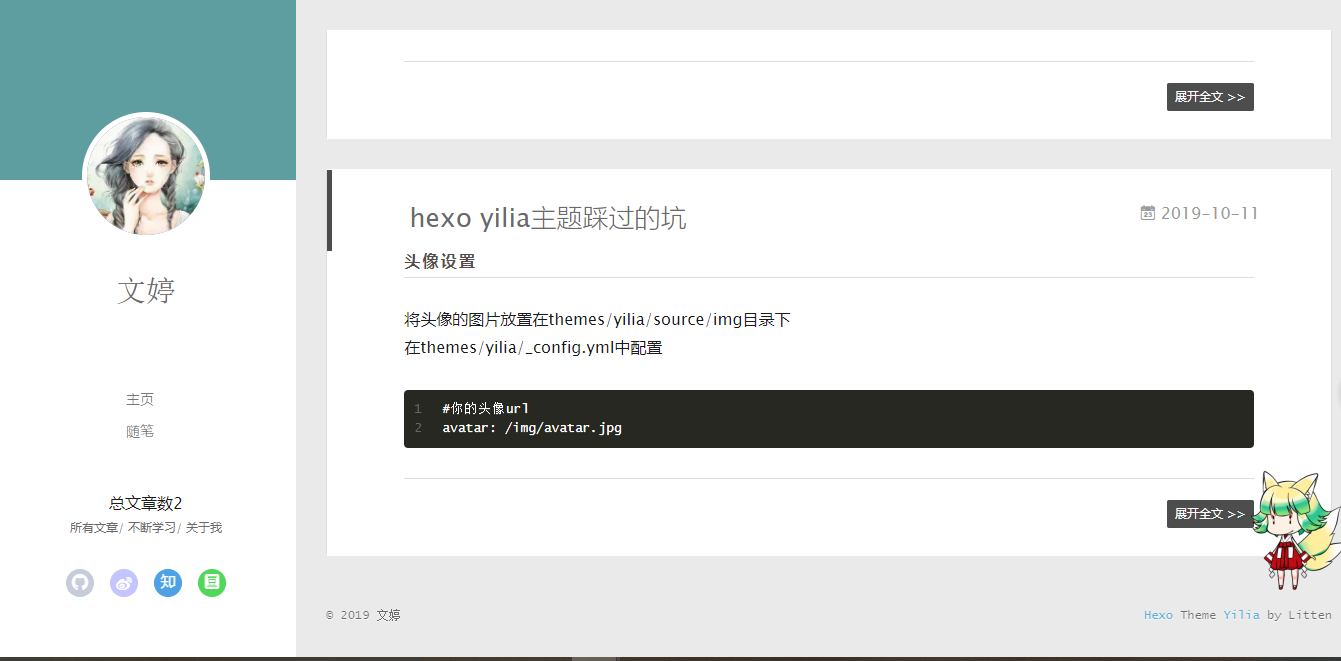 文婷
主页
随笔
总文章数2
所有文章/ 不断学习/ 关于我
知
豆
展开全文 >>
hexo yilia主题踩过的坑
23 2019-10-11
头像设置
将头像的图片放置在themes/yilia/source/img目录下
在themes/yilia/_config.yml中配置
1 #你的头像url
2 avatar: /img/avatar.jpg
展开全文 >>
© 2019 文婷
Hexo Theme Yilia by Litten